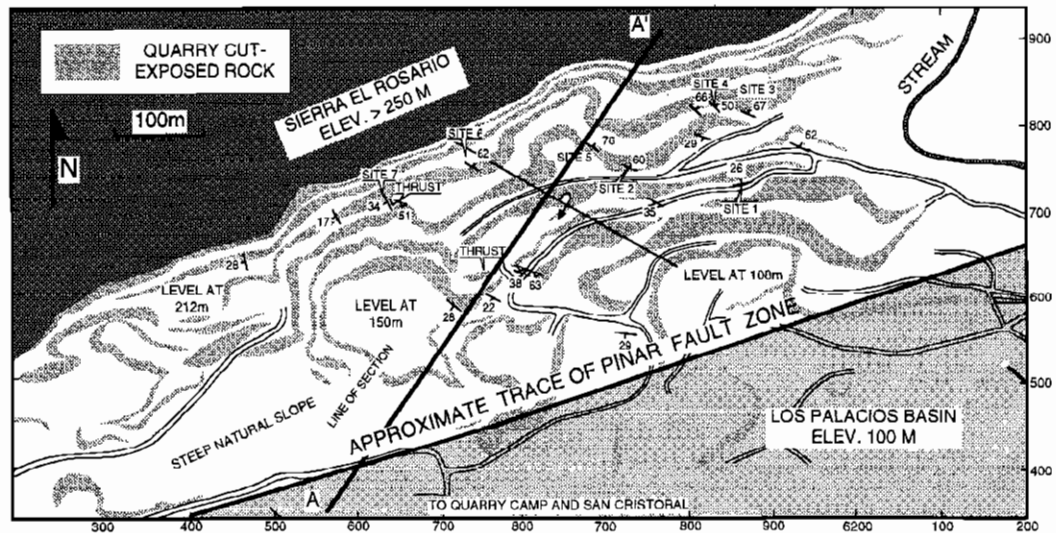 QUARRY CUT-
EXPOSED ROCK
100m
N
SIERRA EL ROSARIO
ELEV. > 250 M
A'
STREAM
SITE 4
SITE 3
66
50
67
29
62
70
SITE 5
60
SITE 2
26
SITE 1
35
SITE 6
62
SITE 7
THRUST
34
51
17
28
THRUST
38
63
22
28
29
LEVEL AT
212m
LEVEL AT
150m
LEVEL AT 108m
STEEP NATURAL SLOPE
LINE OF SECTION
APPROXIMATE TRACE OF PINAR FAULT ZONE
LOS PALACIOS BASIN
ELEV. 100 M
A
TO QUARRY CAMP AND SAN CRISTORAL
900
800
700
600
500
400
300 400 500 600 700 800 700 800 900 6200 100 200